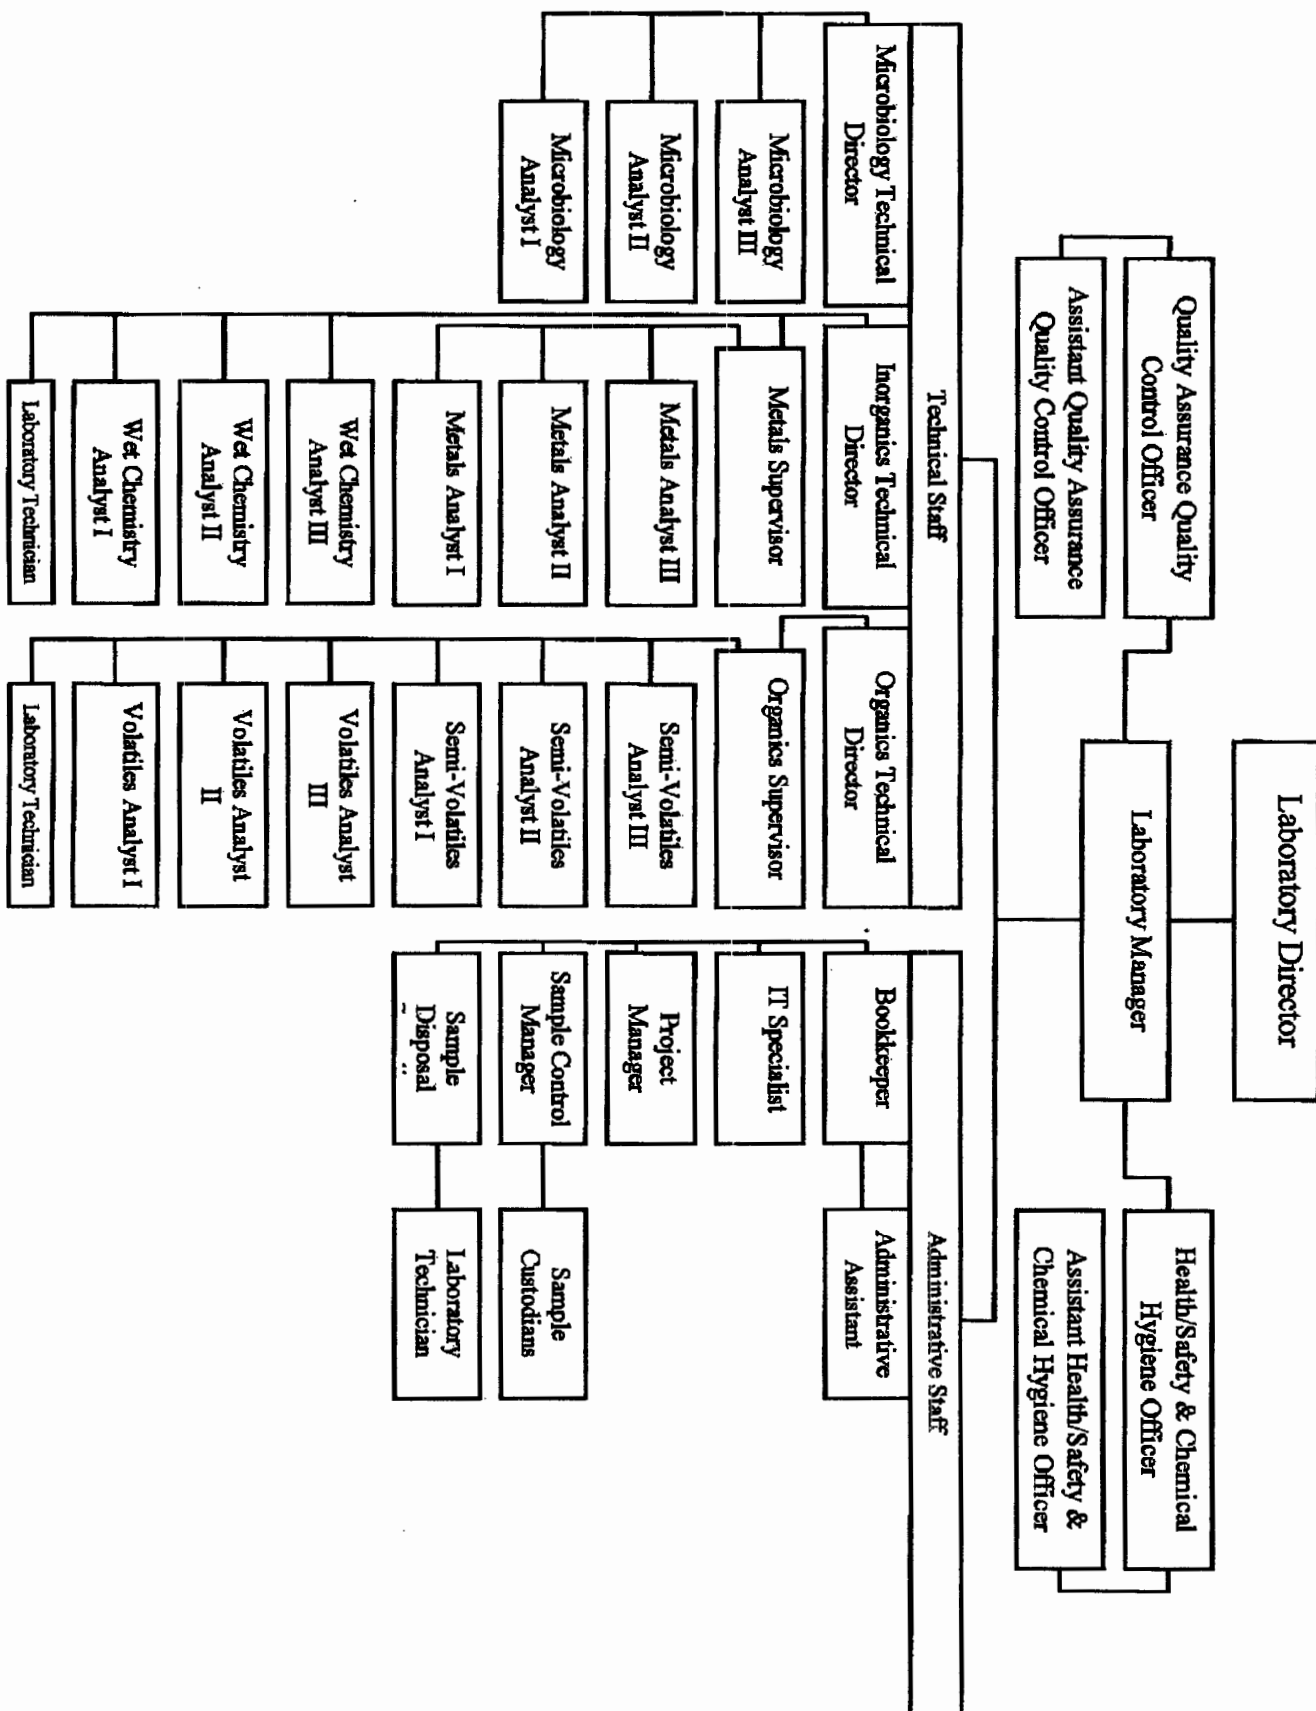 Laboratory Director
Laboratory Manager
Quality Assurance Quality
Control Officer
Assistant Quality Assurance
Quality Control Officer
Health/Safety & Chemical
Hygiene Officer
Assistant Health/Safety &
Chemical Hygiene Officer
Technical Staff
Microbiology Technical
Director
Microbiology
Analyst III
Microbiology
Analyst II
Microbiology
Analyst I
Inorganics Technical
Director
Metals Supervisor
Metals Analyst III
Metals Analyst II
Metals Analyst I
Wet Chemistry
Analyst III
Wet Chemistry
Analyst II
Wet Chemistry
Analyst I
Laboratory Technician
Organics Technical
Director
Organics Supervisor
Semi-Volatiles
Analyst III
Semi-Volatiles
Analyst II
Semi-Volatiles
Analyst I
Volatiles Analyst
III
Volatiles Analyst
II
Volatiles Analyst I
Laboratory Technician
Administrative Staff
Bookkeeper
Administrative
Assistant
IT Specialist
Project
Manager
Sample Control
Manager
Sample
Custodians
Sample
Disposal
Laboratory
Technician